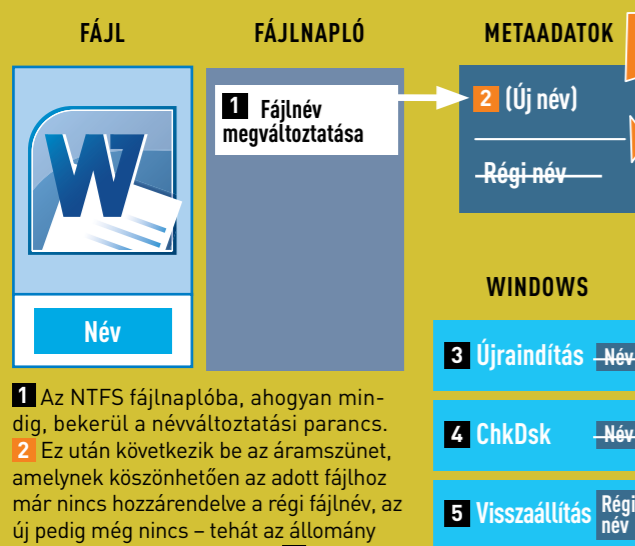 FÁJL
FÁJLNAPLÓ
METAADATOK
W
1 Fájlnév
megváltoztatása
2 (Új név)
Régi név
Név
WINDOWS
3 Újraindítás Név
4 ChkDsk Név
5 Visszaállítás Régi
név
1 Az NTFS fájlnaplóba, ahogyan min-
dig, bekerül a névváltoztatási parancs.
2 Ez után következik be az áramszünet,
amelynek köszönhetően az adott fájlhoz
már nincs hozzárendelve a régi fájlnév, az
új pedig még nincs – tehát az állomány